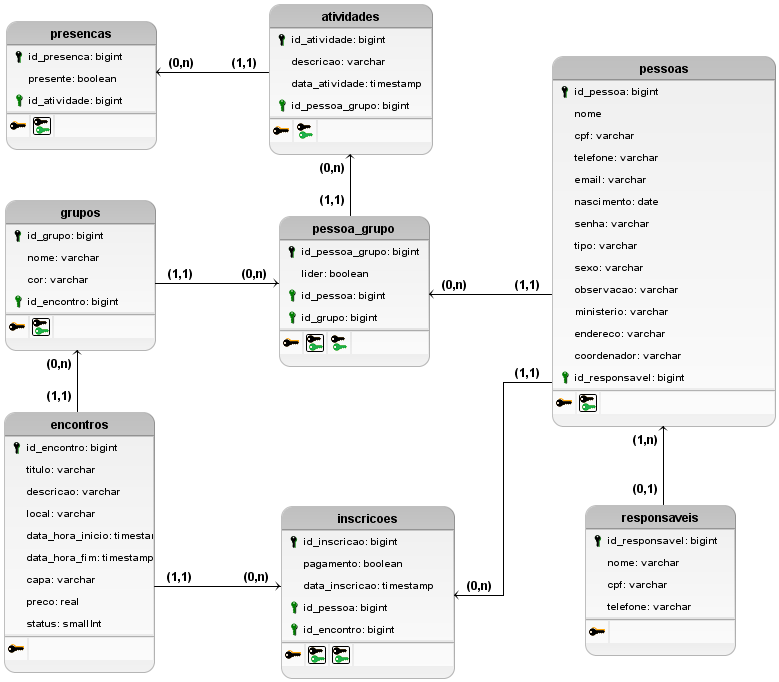 presencas
id_presenca: bigint
presente: boolean
id_atividade: bigint
(0,n)
(1,1)
atividades
id_atividade: bigint
descricao: varchar
data_atividade: timestamp
id_pessoa_grupo: bigint
(0,n)
(1,1)
pessoas
id_pessoa: bigint
nome
cpf: varchar
telefone: varchar
email: varchar
nascimento: date
senha: varchar
tipo: varchar
sexo: varchar
observacao: varchar
ministerio: varchar
endereco: varchar
coordenador: varchar
id_responsavel: bigint
grupos
id_grupo: bigint
nome: varchar
cor: varchar
id_encontro: bigint
(1,1)
(0,n)
pessoa_grupo
id_pessoa_grupo: bigint
lider: boolean
id_pessoa: bigint
id_grupo: bigint
(0,n)
(1,1)
(0,n)
(1,1)
encontros
id_encontro: bigint
titulo: varchar
descricao: varchar
local: varchar
data_hora_inicio: timestar
data_hora_fim: timestamp
capa: varchar
preco: real
status: smallInt
(1,1)
(0,n)
inscricoes
id_inscricao: bigint
pagamento: boolean
data_inscricao: timestamp
id_pessoa: bigint
id_encontro: bigint
(1,1)
(0,n)
(1,n)
(0,1)
responsaveis
id_responsavel: bigint
nome: varchar
cpf: varchar
telefone: varchar